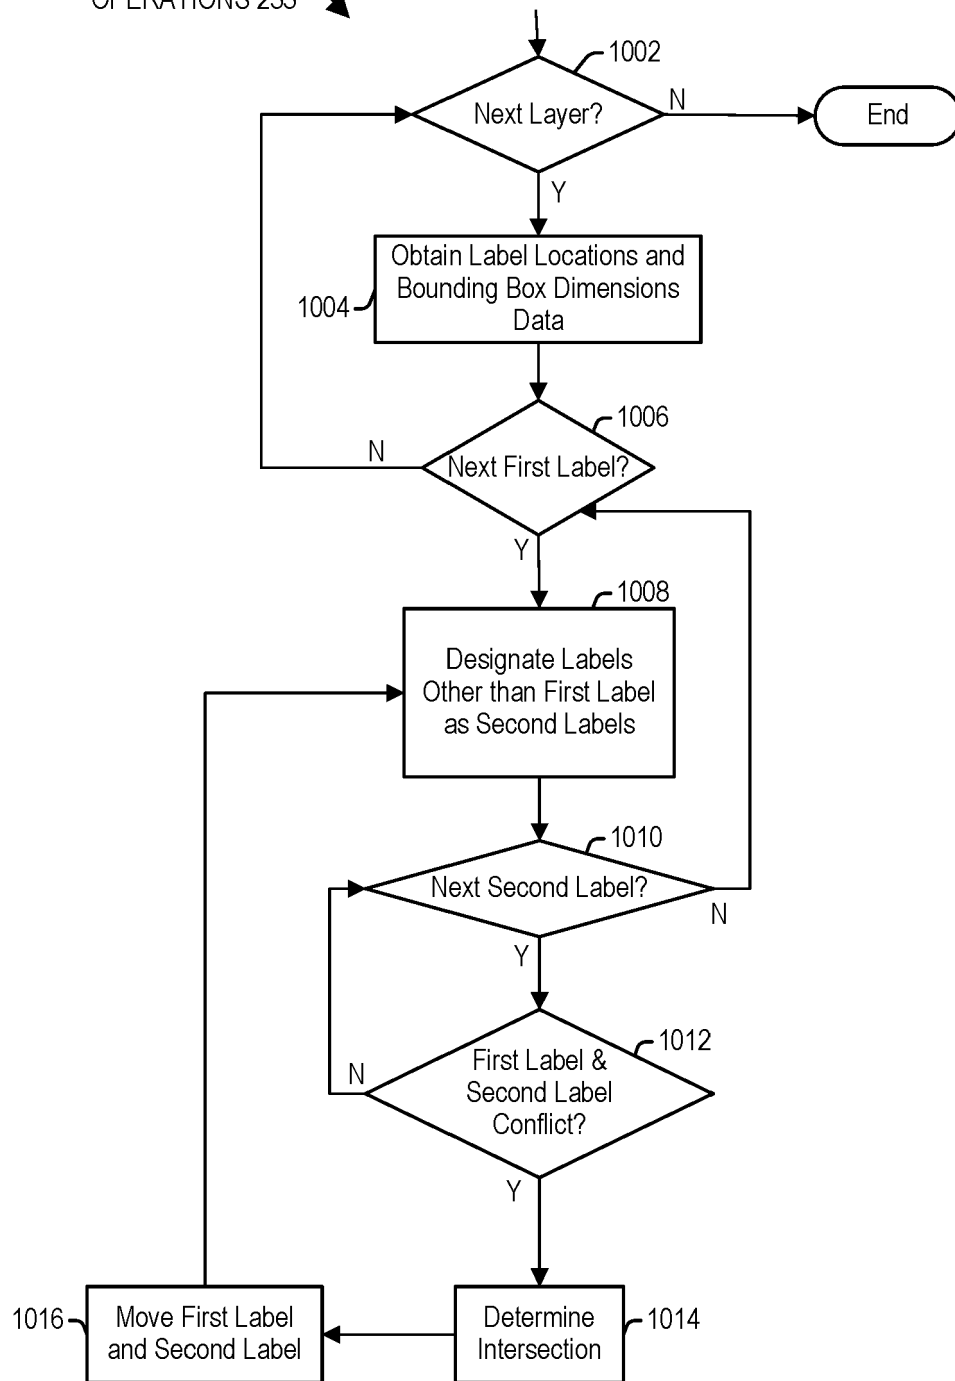 OPERATIONS 255
1002
Next Layer?
N
End
Y
Obtain Label Locations and
Bounding Box Dimensions
Data
1004
1006
Next First Label?
N
Y
1008
Designate Labels
Other than First Label
as Second Labels
1010
Next Second Label?
N
Y
1012
First Label &
Second Label
Conflict?
N
Y
1016
Move First Label
and Second Label
Determine
Intersection
1014